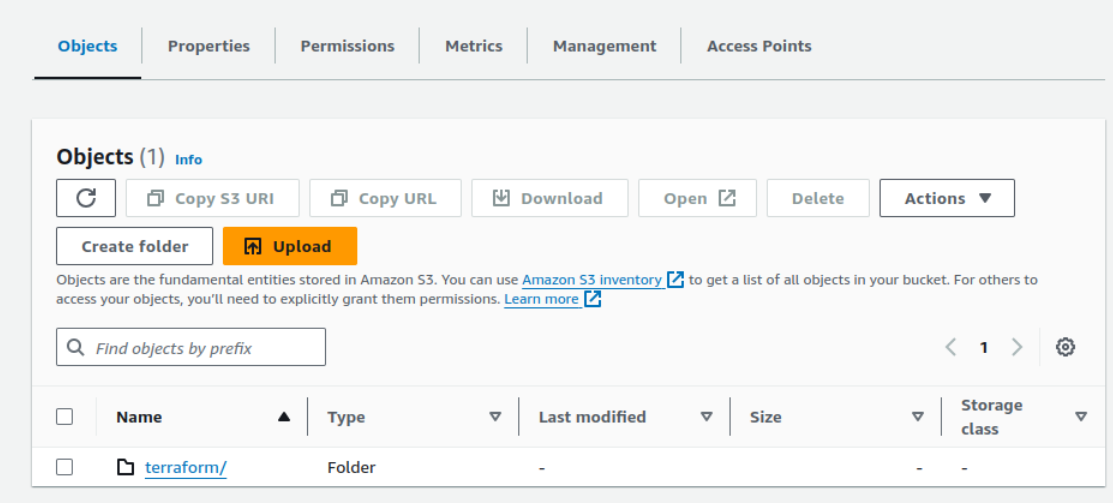 Objects Properties Permissions Metrics Management Access Points
Objects (1) Info
Copy S3 URI Copy URL Download Open Delete Actions
Create folder Upload
Objects are the fundamental entities stored in Amazon S3. You can use Amazon S3 inventory to get a list of all objects in your bucket. For others to
access your objects, you'll need to explicitly grant them permissions. Learn more
Find objects by prefix 1
Name Type Last modified Size Storage
class
terraform/ Folder - - -